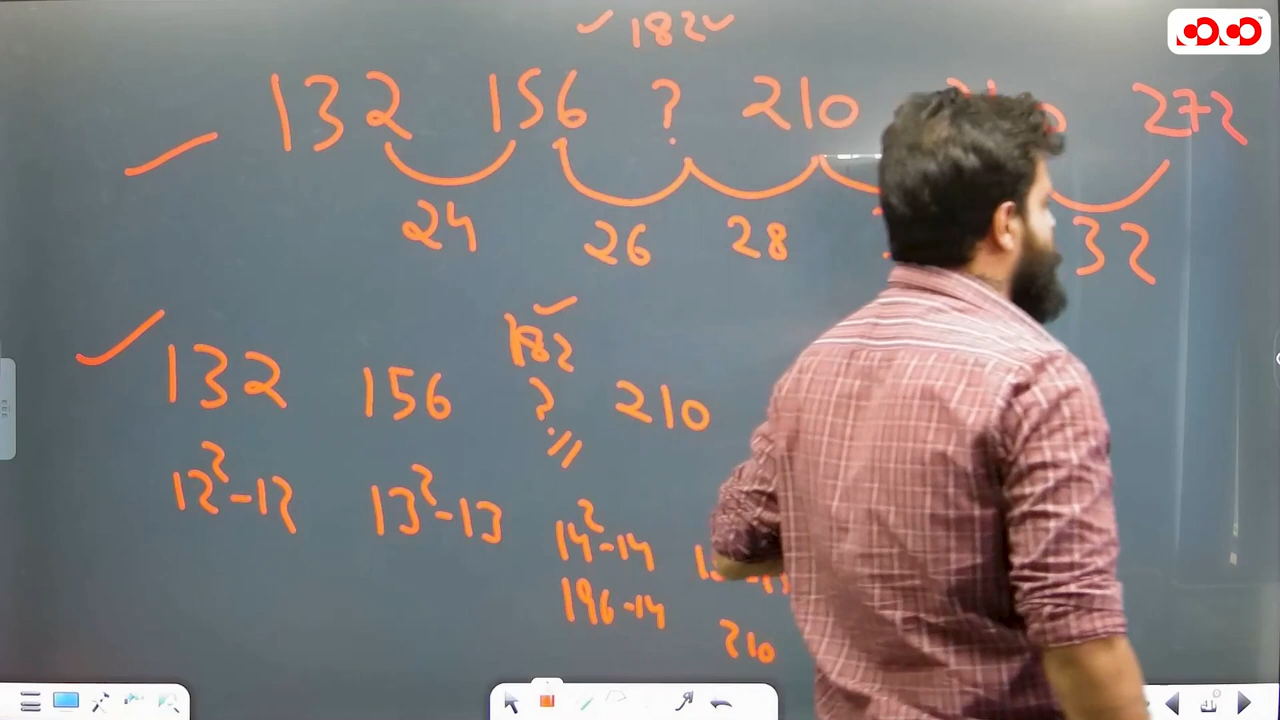 ✓ 182 ✓
132 156 ? 210 272
24 26 28 32
182
132 156 ? 210
12²-12 13²-13 14²-14
196-14 210